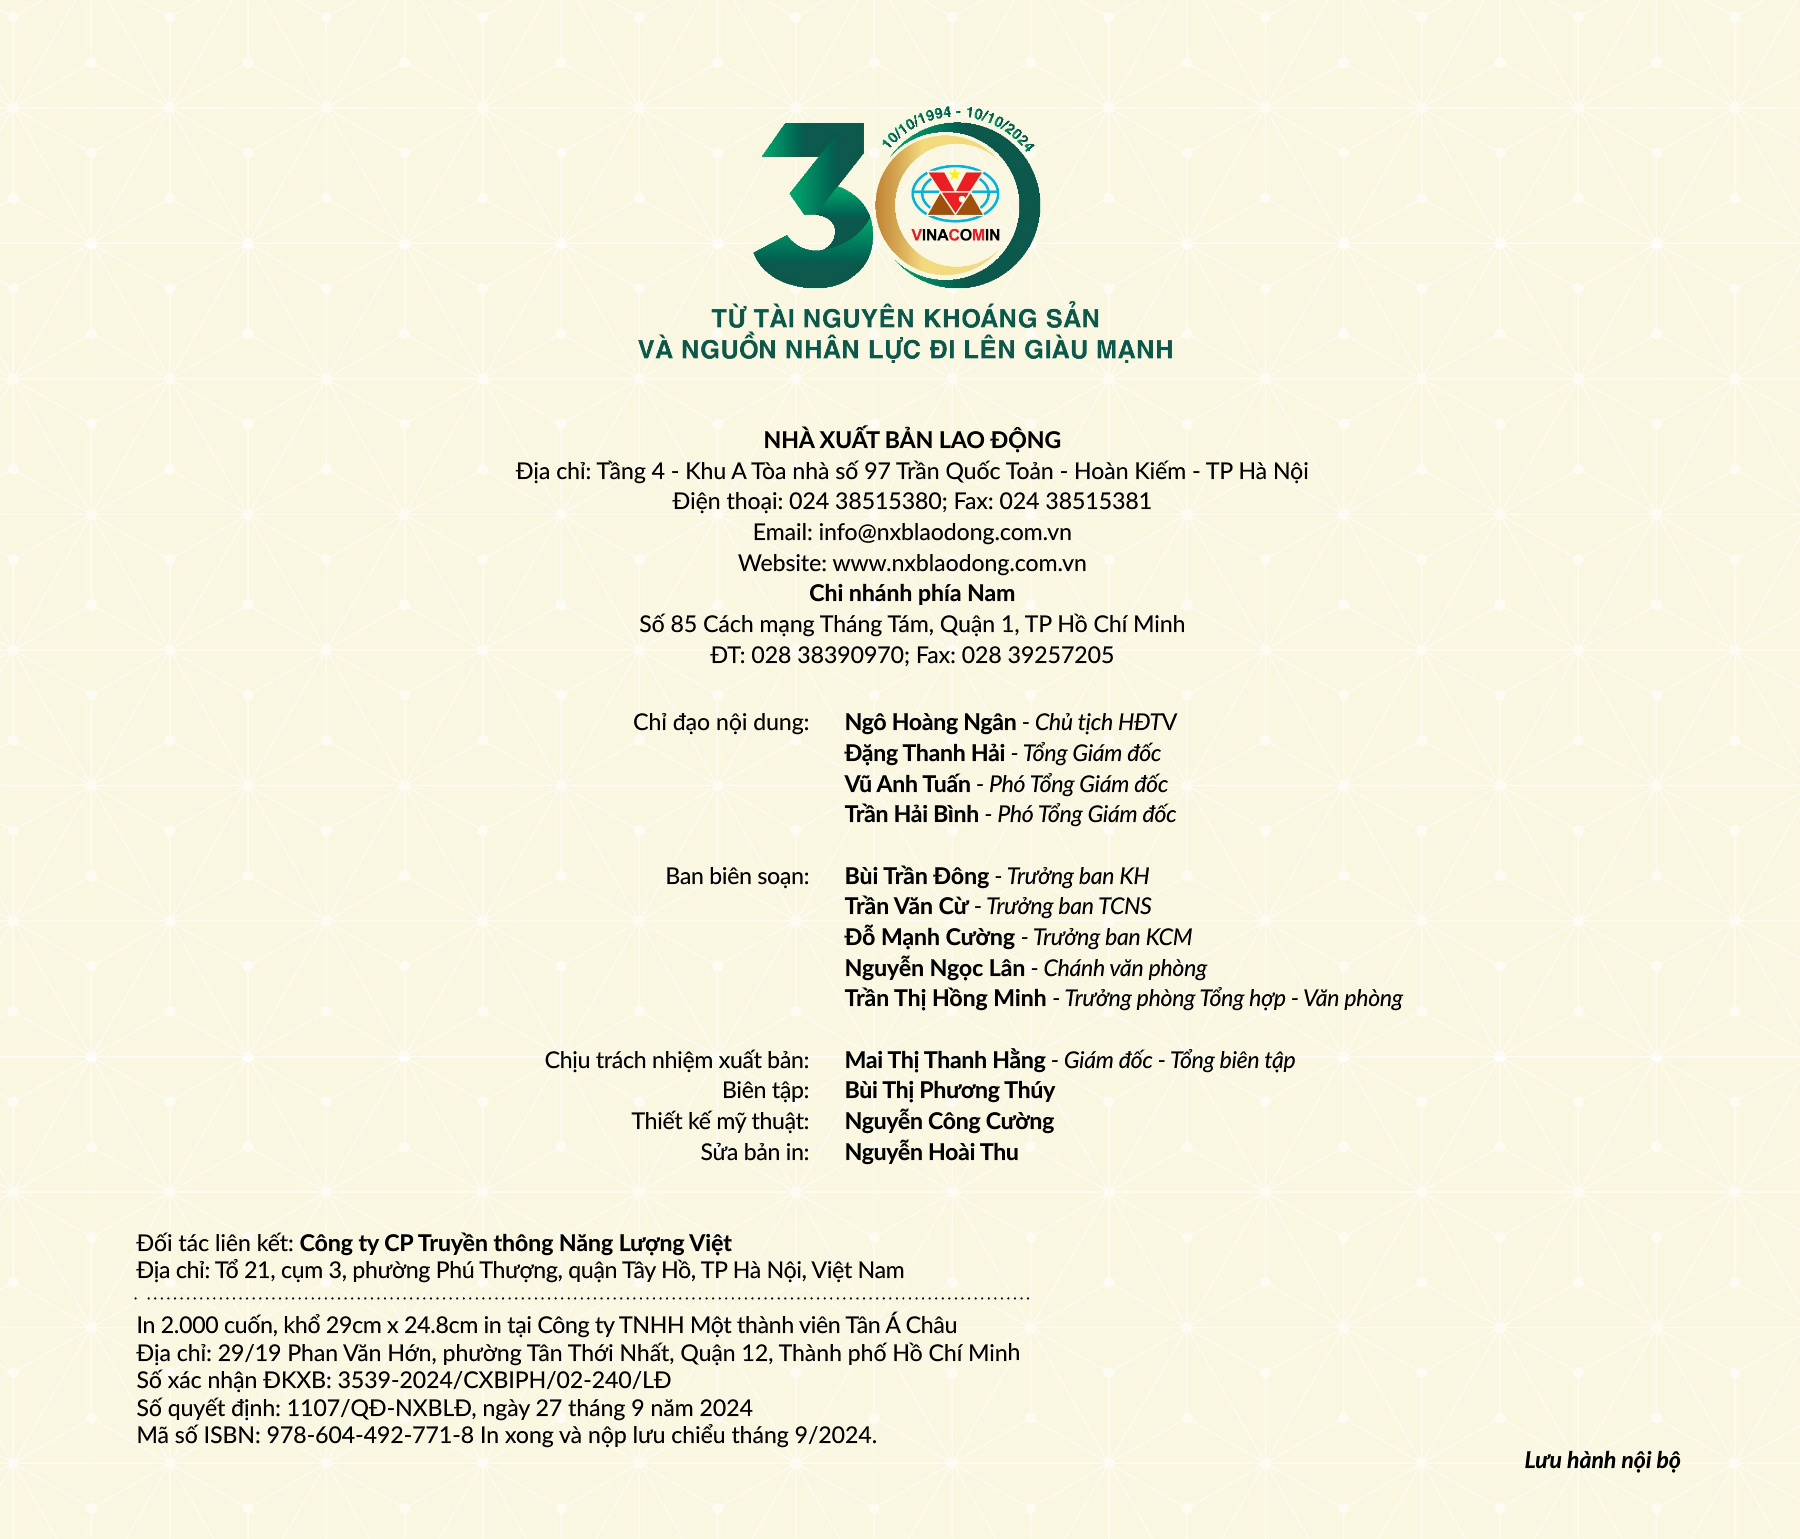 10/10/1994 - 10/10/2024
30
VINACOMIN
TỪ TÀI NGUYÊN KHOÁNG SẢN
VÀ NGUỒN NHÂN LỰC ĐI LÊN GIÀU MẠNH
NHÀ XUẤT BẢN LAO ĐỘNG
Địa chỉ: Tầng 4 - Khu A Tòa nhà số 97 Trần Quốc Toản - Hoàn Kiếm - TP Hà Nội
Điện thoại: 024 38515380; Fax: 024 38515381
Email: info@nxblaodong.com.vn
Website: www.nxblaodong.com.vn
Chi nhánh phía Nam
Số 85 Cách mạng Tháng Tám, Quận 1, TP Hồ Chí Minh
ĐT: 028 38390970; Fax: 028 39257205
Chỉ đạo nội dung: Ngô Hoàng Ngân - Chủ tịch HĐTV
Đặng Thanh Hải - Tổng Giám đốc
Vũ Anh Tuấn - Phó Tổng Giám đốc
Trần Hải Bình - Phó Tổng Giám đốc
Ban biên soạn: Bùi Trần Đông - Trưởng ban KH
Trần Văn Cừ - Trưởng ban TCNS
Đỗ Mạnh Cường - Trưởng ban KCM
Nguyễn Ngọc Lân - Chánh văn phòng
Trần Thị Hồng Minh - Trưởng phòng Tổng hợp - Văn phòng
Chịu trách nhiệm xuất bản: Mai Thị Thanh Hằng - Giám đốc - Tổng biên tập
Biên tập: Bùi Thị Phương Thúy
Thiết kế mỹ thuật: Nguyễn Công Cường
Sửa bản in: Nguyễn Hoài Thu
Đối tác liên kết: Công ty CP Truyền thông Năng Lượng Việt
Địa chỉ: Tổ 21, cụm 3, phường Phú Thượng, quận Tây Hồ, TP Hà Nội, Việt Nam
In 2.000 cuốn, khổ 29cm x 24.8cm in tại Công ty TNHH Một thành viên Tân Á Châu
Địa chỉ: 29/19 Phan Văn Hớn, phường Tân Thới Nhất, Quận 12, Thành phố Hồ Chí Minh
Số xác nhận ĐKXB: 3539-2024/CXBIPH/02-240/LĐ
Số quyết định: 1107/QĐ-NXBLĐ, ngày 27 tháng 9 năm 2024
Mã số ISBN: 978-604-492-771-8 In xong và nộp lưu chiểu tháng 9/2024.
Lưu hành nội bộ